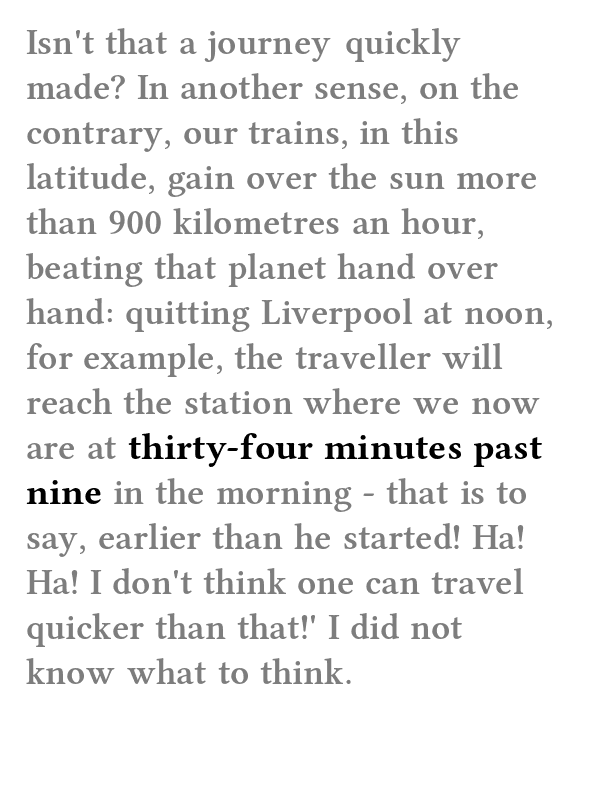 Isn't that a journey quickly
made? In another sense, on the
contrary, our trains, in this
latitude, gain over the sun more
than 900 kilometres an hour,
beating that planet hand over
hand: quitting Liverpool at noon,
for example, the traveller will
reach the station where we now
are at thirty-four minutes past
nine in the morning - that is to
say, earlier than he started! Ha!
Ha! I don't think one can travel
quicker than that!' I did not
know what to think.